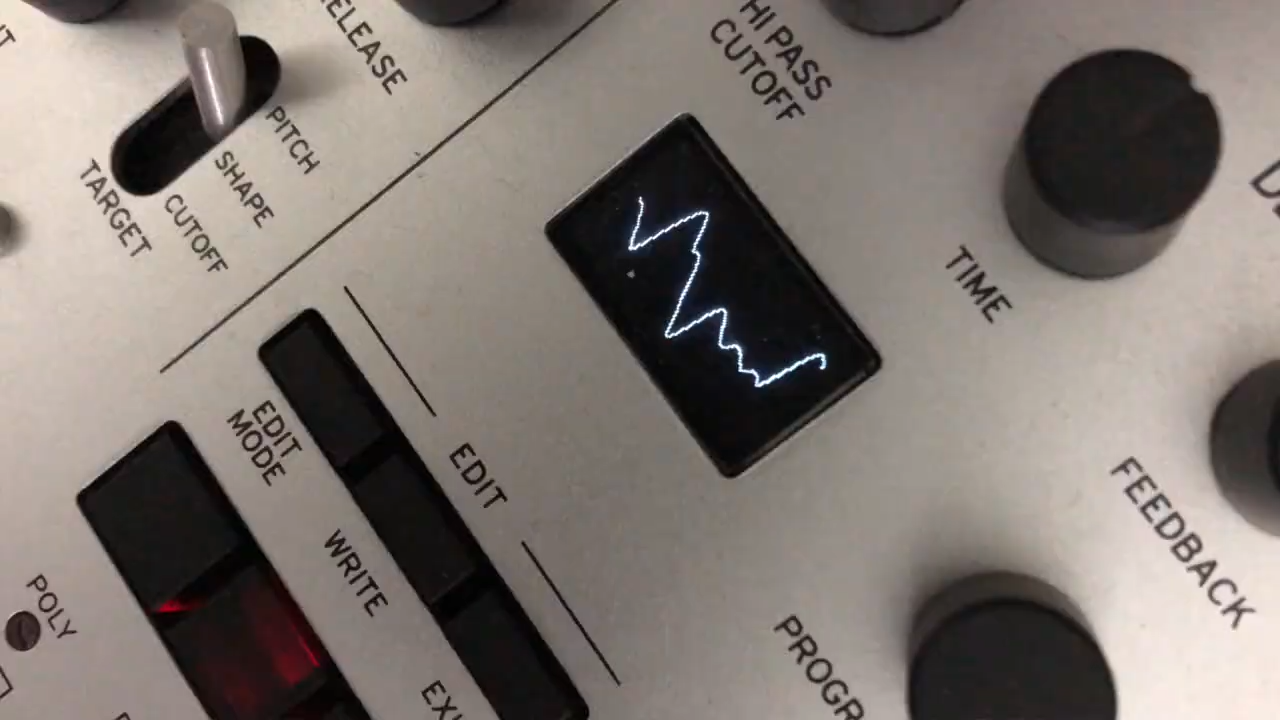 RELEASE
HI PASS
CUTOFF
PITCH
SHAPE
CUTOFF
TARGET
TIME
EDIT
MODE
EDIT
WRITE
FEEDBACK
POLY